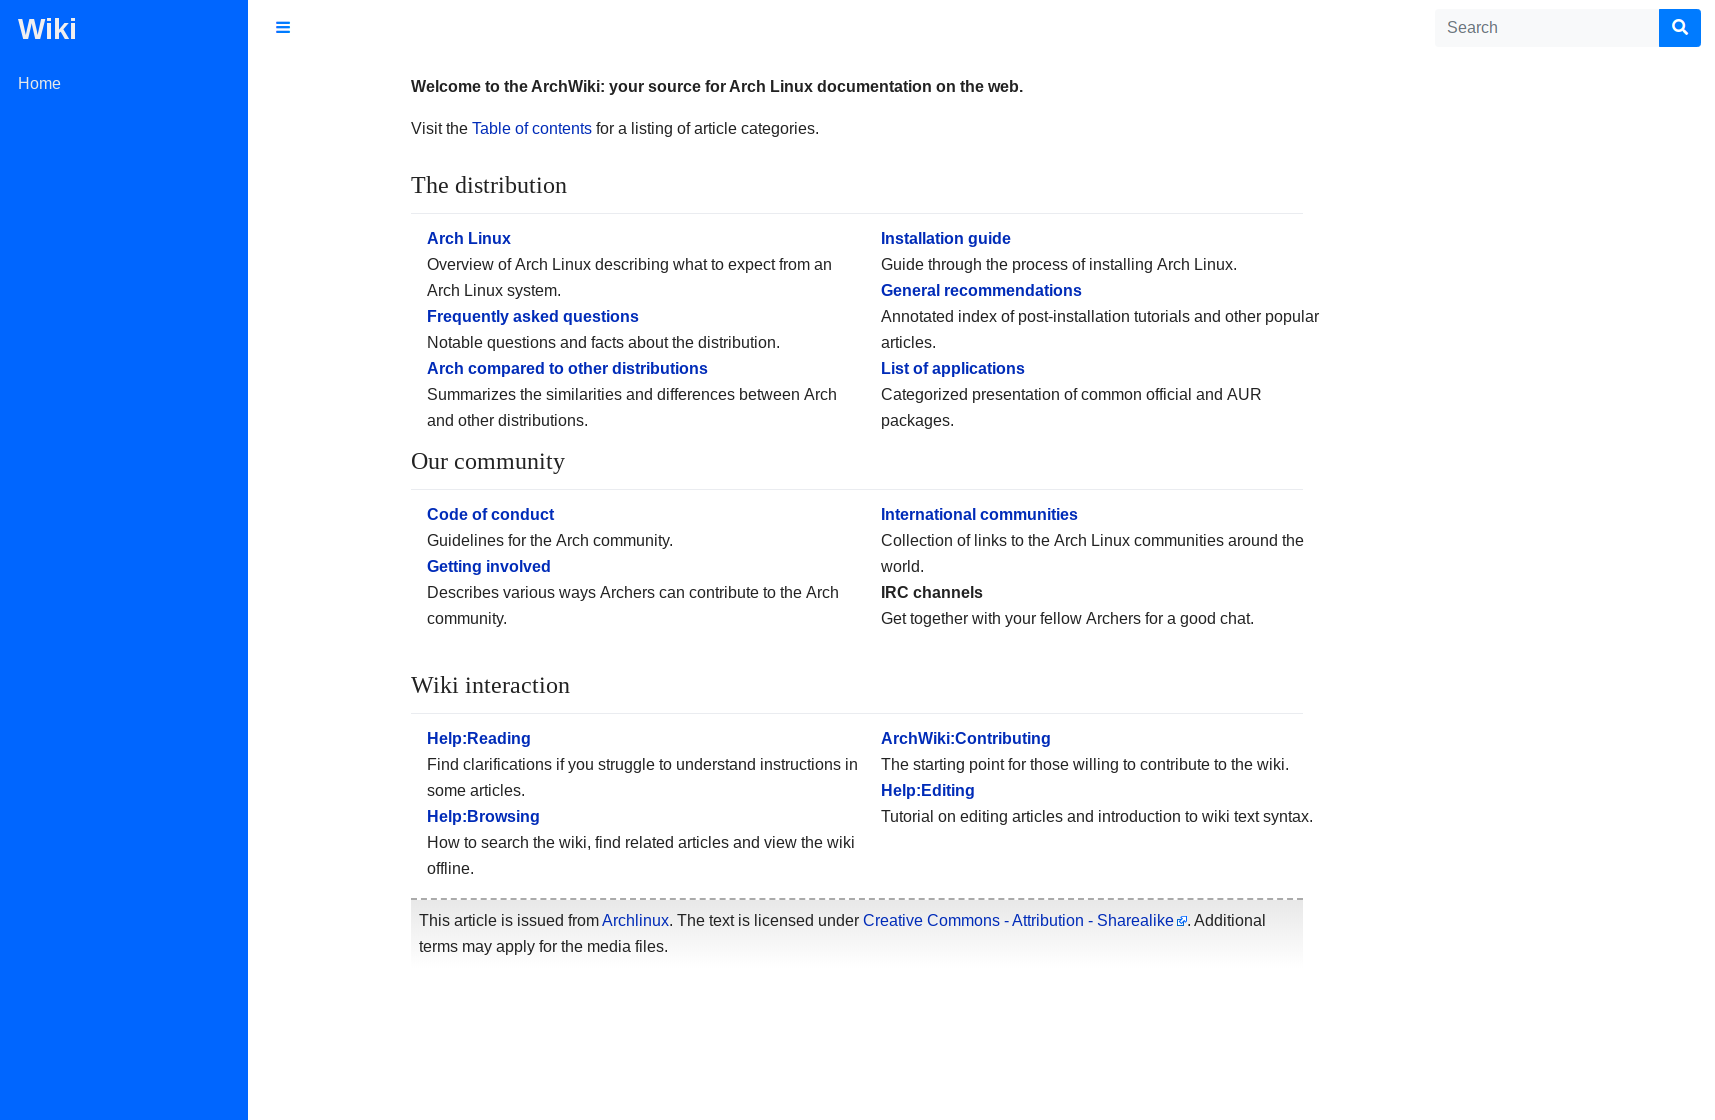 Wiki
Home
Search
Welcome to the ArchWiki: your source for Arch Linux documentation on the web.
Visit the Table of contents for a listing of article categories.
The distribution
Arch Linux
Overview of Arch Linux describing what to expect from an
Arch Linux system.
Frequently asked questions
Notable questions and facts about the distribution.
Arch compared to other distributions
Summarizes the similarities and differences between Arch
and other distributions.
Installation guide
Guide through the process of installing Arch Linux.
General recommendations
Annotated index of post-installation tutorials and other popular
articles.
List of applications
Categorized presentation of common official and AUR
packages.
Our community
Code of conduct
Guidelines for the Arch community.
Getting involved
Describes various ways Archers can contribute to the Arch
community.
International communities
Collection of links to the Arch Linux communities around the
world.
IRC channels
Get together with your fellow Archers for a good chat.
Wiki interaction
Help:Reading
Find clarifications if you struggle to understand instructions in
some articles.
Help:Browsing
How to search the wiki, find related articles and view the wiki
offline.
ArchWiki:Contributing
The starting point for those willing to contribute to the wiki.
Help:Editing
Tutorial on editing articles and introduction to wiki text syntax.
This article is issued from Archlinux. The text is licensed under Creative Commons - Attribution - Sharealike. Additional
terms may apply for the media files.